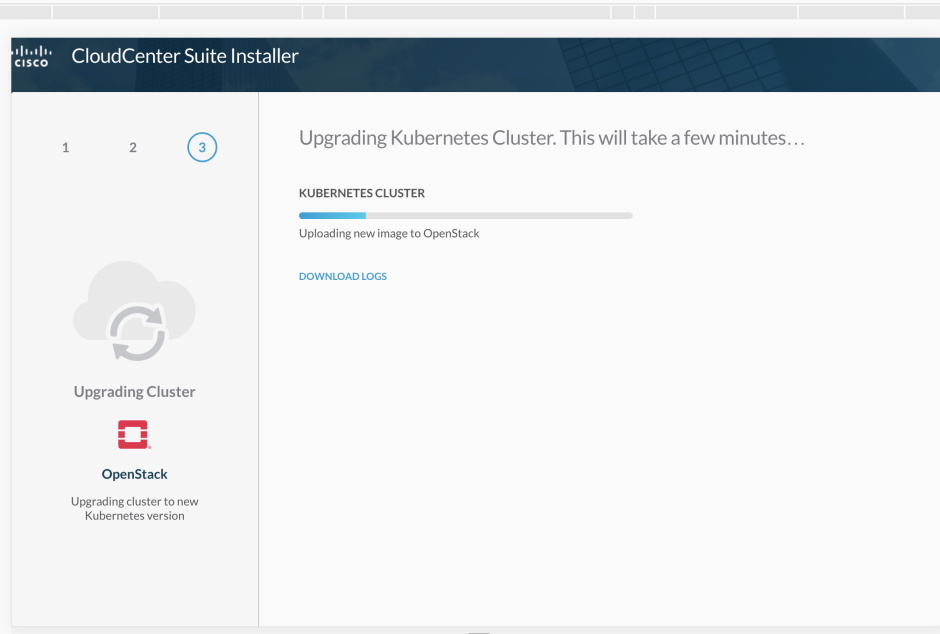 CISCO
CloudCenter Suite Installer
1 2 3
Upgrading Kubernetes Cluster. This will take a few minutes...
KUBERNETES CLUSTER
Uploading new image to OpenStack
DOWNLOAD LOGS
Upgrading Cluster
OpenStack
Upgrading cluster to new
Kubernetes version